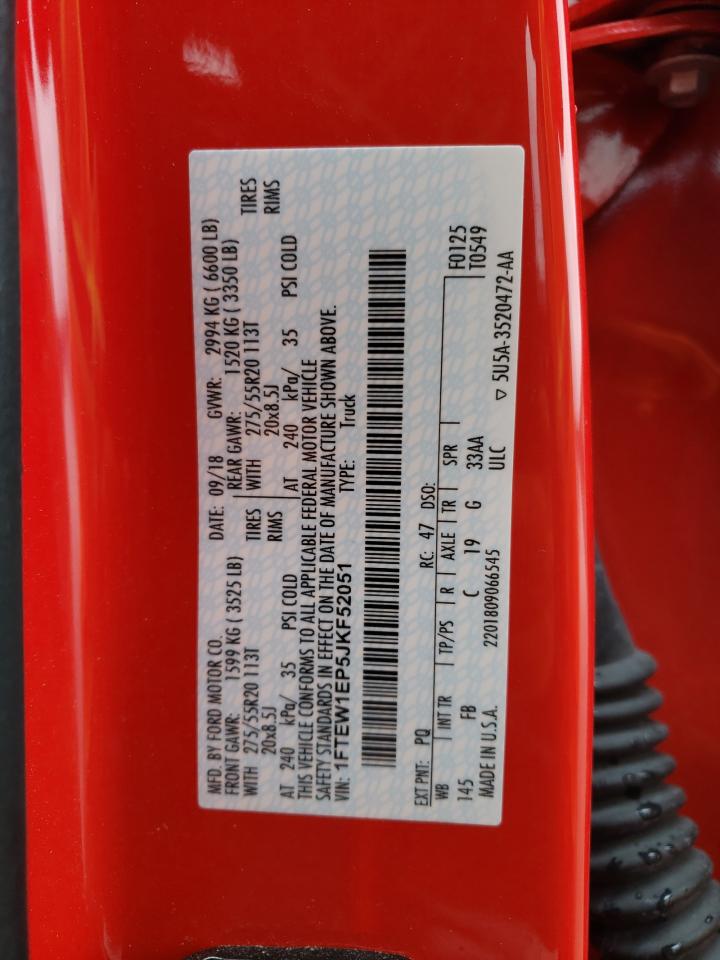 MFD. BY FORD MOTOR CO. DATE: 09/18 GVWR: 2994 KG ( 6600 LB)
FRONT GAWR: 1599 KG ( 3525 LB) REAR GAWR: 1520 KG ( 3350 LB)
WITH 275/55R20 113T TIRES WITH 275/55R20 113T TIRES
20x8.5J RIMS 20x8.5J RIMS
AT 240 kPa/ 35 PSI COLD AT 240 kPa/ 35 PSI COLD
THIS VEHICLE CONFORMS TO ALL APPLICABLE FEDERAL MOTOR VEHICLE
SAFETY STANDARDS IN EFFECT ON THE DATE OF MANUFACTURE SHOWN ABOVE.
VIN: 1FTEW1EP5JKF52051 TYPE: Truck
EXT PNT: PQ RC: 47 DSO:
WB INT TR TP/PS R AXLE TR SPR F0125
145 FB C 19 G 33AA T0549
MADE IN U.S.A. 2201809066545 ULC ▽ 5U5A-3520472-AA